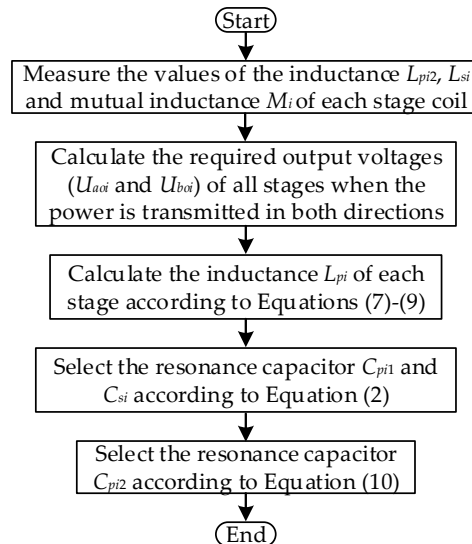 Start
Measure the values of the inductance Lpi2, Lsi
and mutual inductance Mi of each stage coil
Calculate the required output voltages
(Uaoi and Uboi) of all stages when the
power is transmitted in both directions
Calculate the inductance Lpi of each
stage according to Equations (7)-(9)
Select the resonance capacitor Cpi1 and
Csi according to Equation (2)
Select the resonance capacitor
Cpi2 according to Equation (10)
End